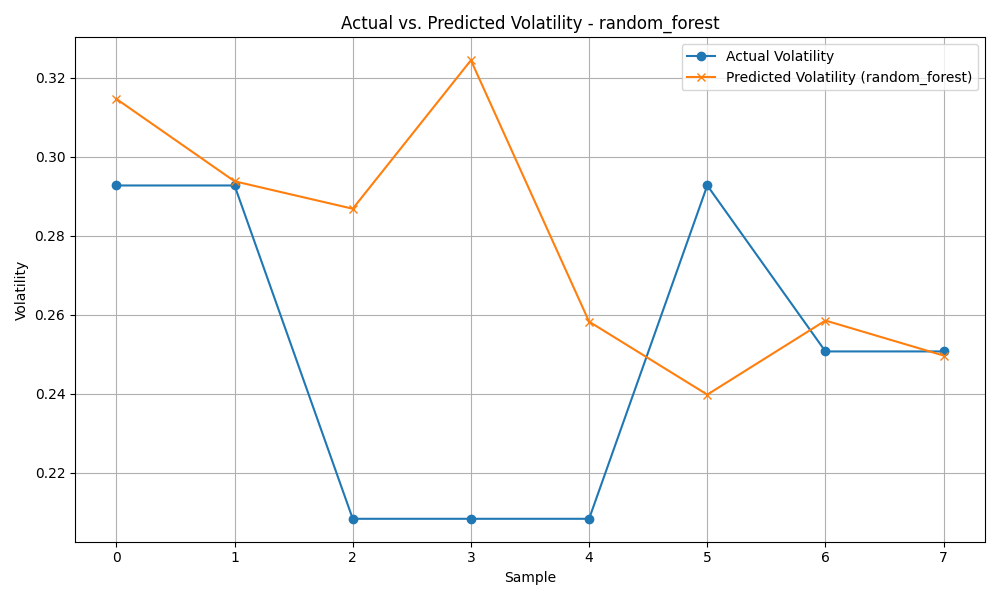 Actual vs. Predicted Volatility - random_forest
Actual Volatility
Predicted Volatility (random_forest)
Volatility
0.32
0.30
0.28
0.26
0.24
0.22
0 1 2 3 4 5 6 7
Sample